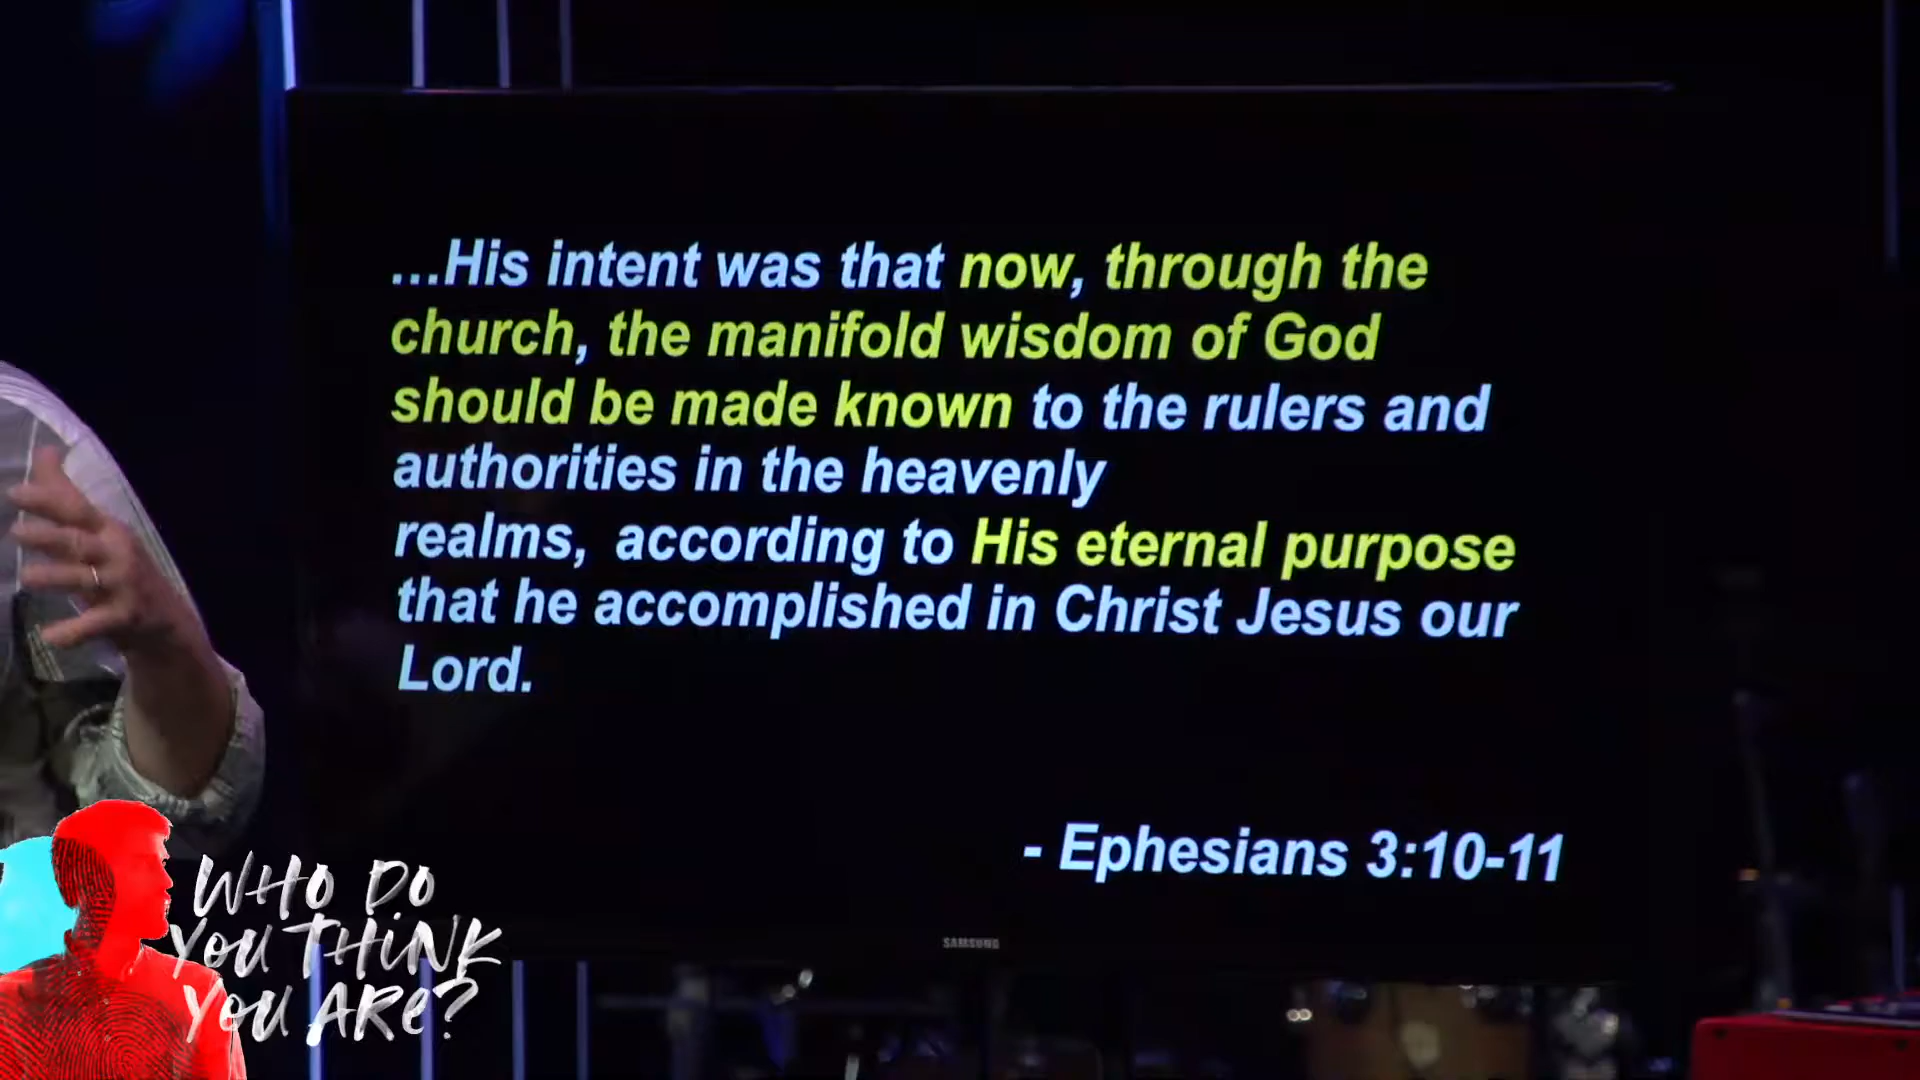 ...His intent was that now, through the
church, the manifold wisdom of God
should be made known to the rulers and
authorities in the heavenly
realms, according to His eternal purpose
that he accomplished in Christ Jesus our
Lord.
- Ephesians 3:10-11
SAMSUNG
WHO DO
YOU THINK
YOU ARE?